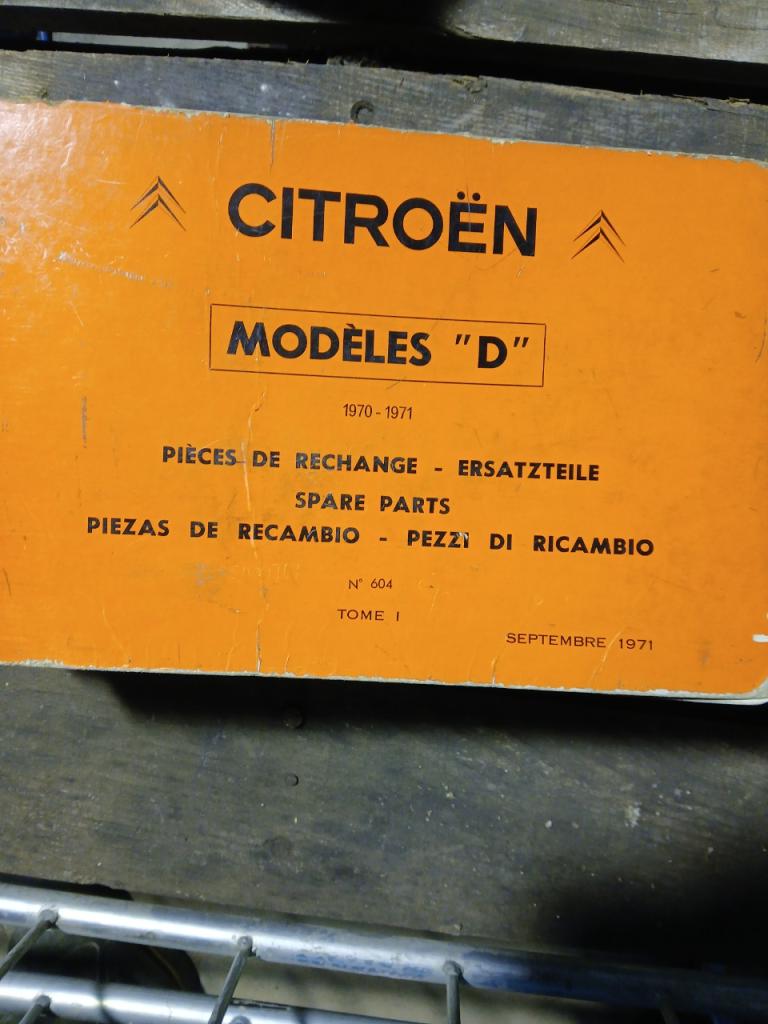 CITROËN
MODÈLES "D"
1970-1971
PIÈCES DE RECHANGE - ERSATZTEILE
SPARE PARTS
PIEZAS DE RECAMBIO - PEZZI DI RICAMBIO
N° 604
TOME I
SEPTEMBRE 1971